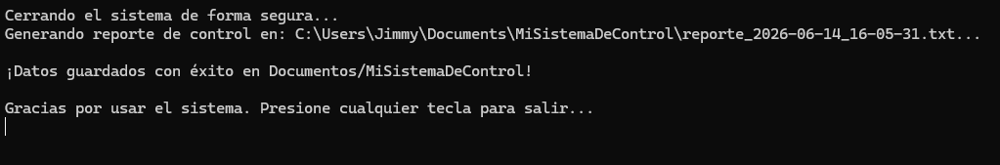 Cerrando el sistema de forma segura...
Generando reporte de control en: C:\Users\Jimmy\Documents\MiSistemaDeControl\reporte_2026-06-14_16-05-31.txt...
¡Datos guardados con éxito en Documentos/MiSistemaDeControl!
Gracias por usar el sistema. Presione cualquier tecla para salir...